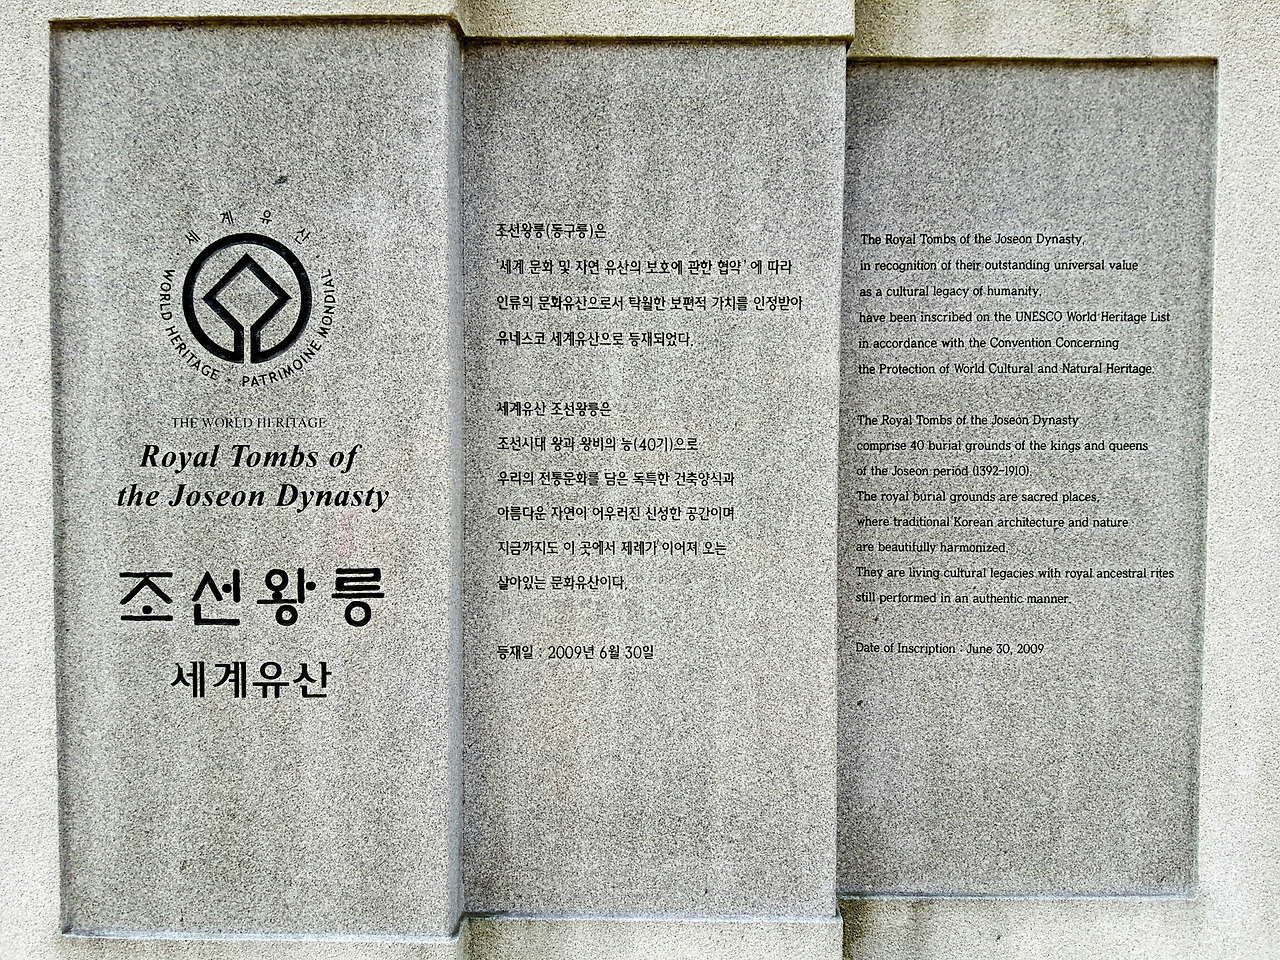 세계유산
WORLD HERITAGE • PATRIMOINE MONDIAL •
THE WORLD HERITAGE
Royal Tombs of
the Joseon Dynasty
조선왕릉
세계유산
조선왕릉(동구릉)은
'세계 문화 및 자연 유산의 보호에 관한 협약'에 따라
인류의 문화유산으로서 탁월한 보편적 가치를 인정받아
유네스코 세계유산으로 등재되었다.
세계유산 조선왕릉은
조선시대 왕과 왕비의 능(40기)으로
우리의 전통문화를 담은 독특한 건축양식과
아름다운 자연이 어우러진 신성한 공간이며
지금까지도 이 곳에서 제례가 이어져 오는
살아있는 문화유산이다.
등재일 : 2009년 6월 30일
The Royal Tombs of the Joseon Dynasty,
in recognition of their outstanding universal value
as a cultural legacy of humanity,
have been inscribed on the UNESCO World Heritage List
in accordance with the Convention Concerning
the Protection of World Cultural and Natural Heritage.
The Royal Tombs of the Joseon Dynasty
comprise 40 burial grounds of the kings and queens
of the Joseon period (1392-1910).
The royal burial grounds are sacred places,
where traditional Korean architecture and nature
are beautifully harmonized.
They are living cultural legacies with royal ancestral rites
still performed in an authentic manner.
Date of Inscription : June 30, 2009